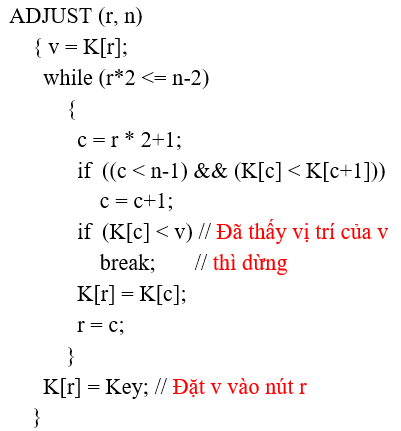 ADJUST (r, n)
{ v = K[r];
while (r*2 <= n-2)
{
c = r * 2+1;
if ((c < n-1) && (K[c] < K[c+1]))
c = c+1;
if (K[c] < v) // Đã thấy vị trí của v
break; // thì dừng
K[r] = K[c];
r = c;
}
K[r] = Key; // Đặt v vào nút r
}